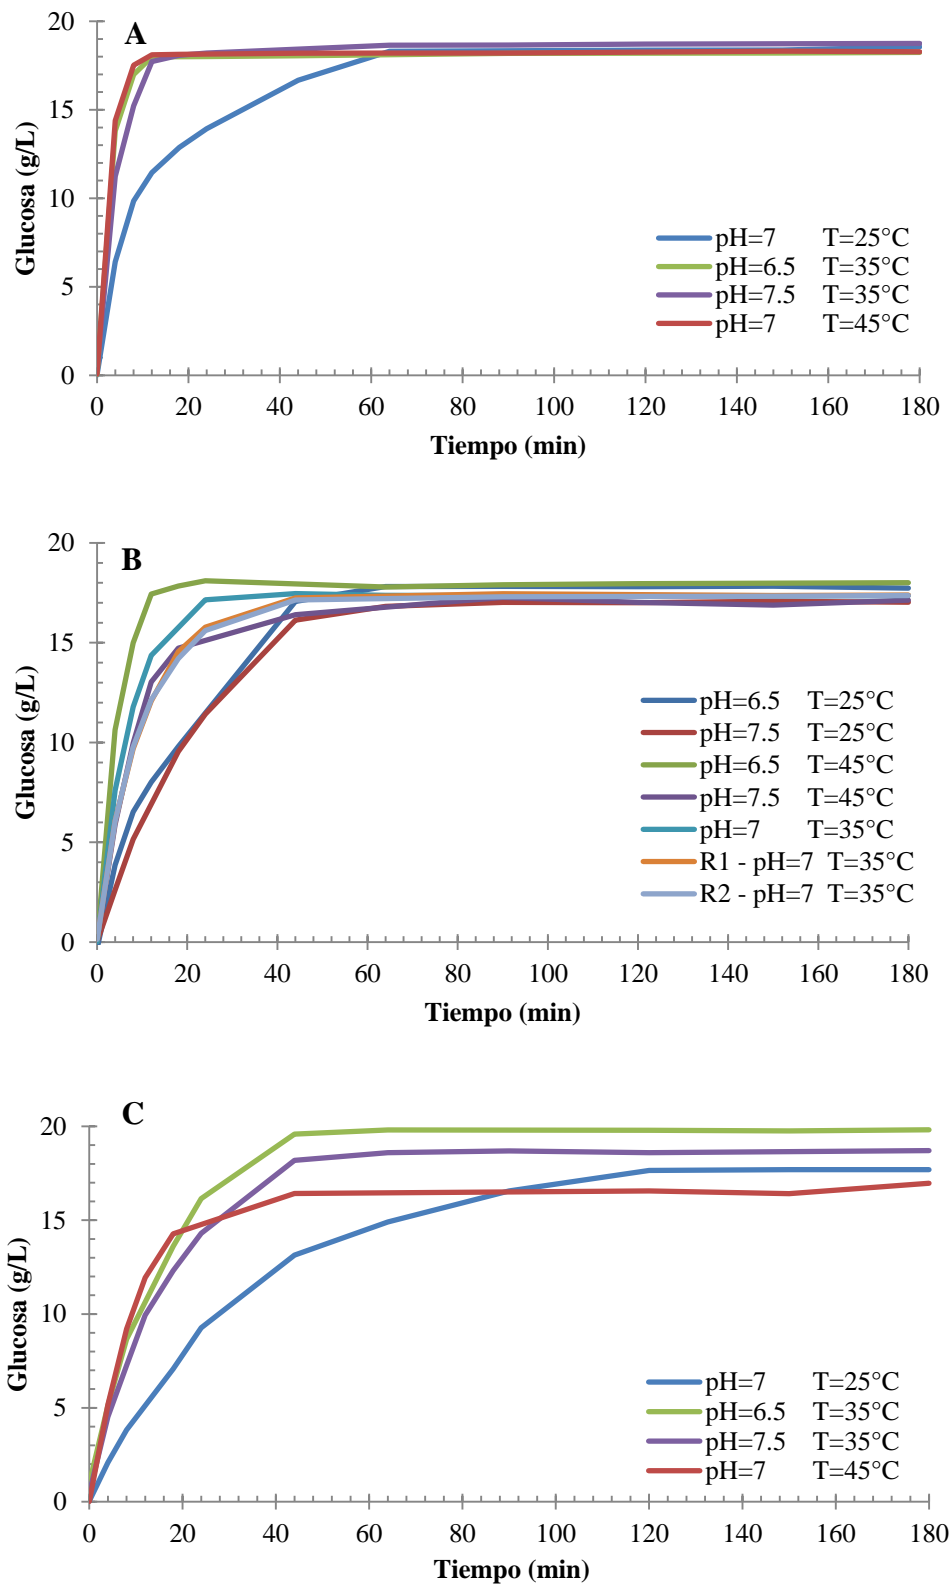 A
20
15
10
5
0
Glucosa (g/L)
pH=7 T=25°C
pH=6.5 T=35°C
pH=7.5 T=35°C
pH=7 T=45°C
0 20 40 60 80 100 120 140 160 180
Tiempo (min)
B
20
15
10
5
0
Glucosa (g/L)
pH=6.5 T=25°C
pH=7.5 T=25°C
pH=6.5 T=45°C
pH=7.5 T=45°C
pH=7 T=35°C
R1 - pH=7 T=35°C
R2 - pH=7 T=35°C
0 20 40 60 80 100 120 140 160 180
Tiempo (min)
C
20
15
10
5
0
Glucosa (g/L)
pH=7 T=25°C
pH=6.5 T=35°C
pH=7.5 T=35°C
pH=7 T=45°C
0 20 40 60 80 100 120 140 160 180
Tiempo (min)